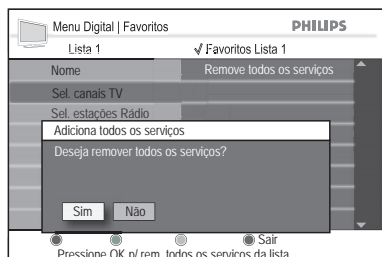 Menu Digital | Favoritos
PHILIPS
Lista 1
√ Favoritos Lista 1
Nome
Remove todos os serviços
Sel. canais TV
Sel. estações Rádio
Adiciona todos os serviços
Deseja remover todos os serviços?
Sim
Não
Sair
Pressione OK p/ rem. todos os serviços da lista